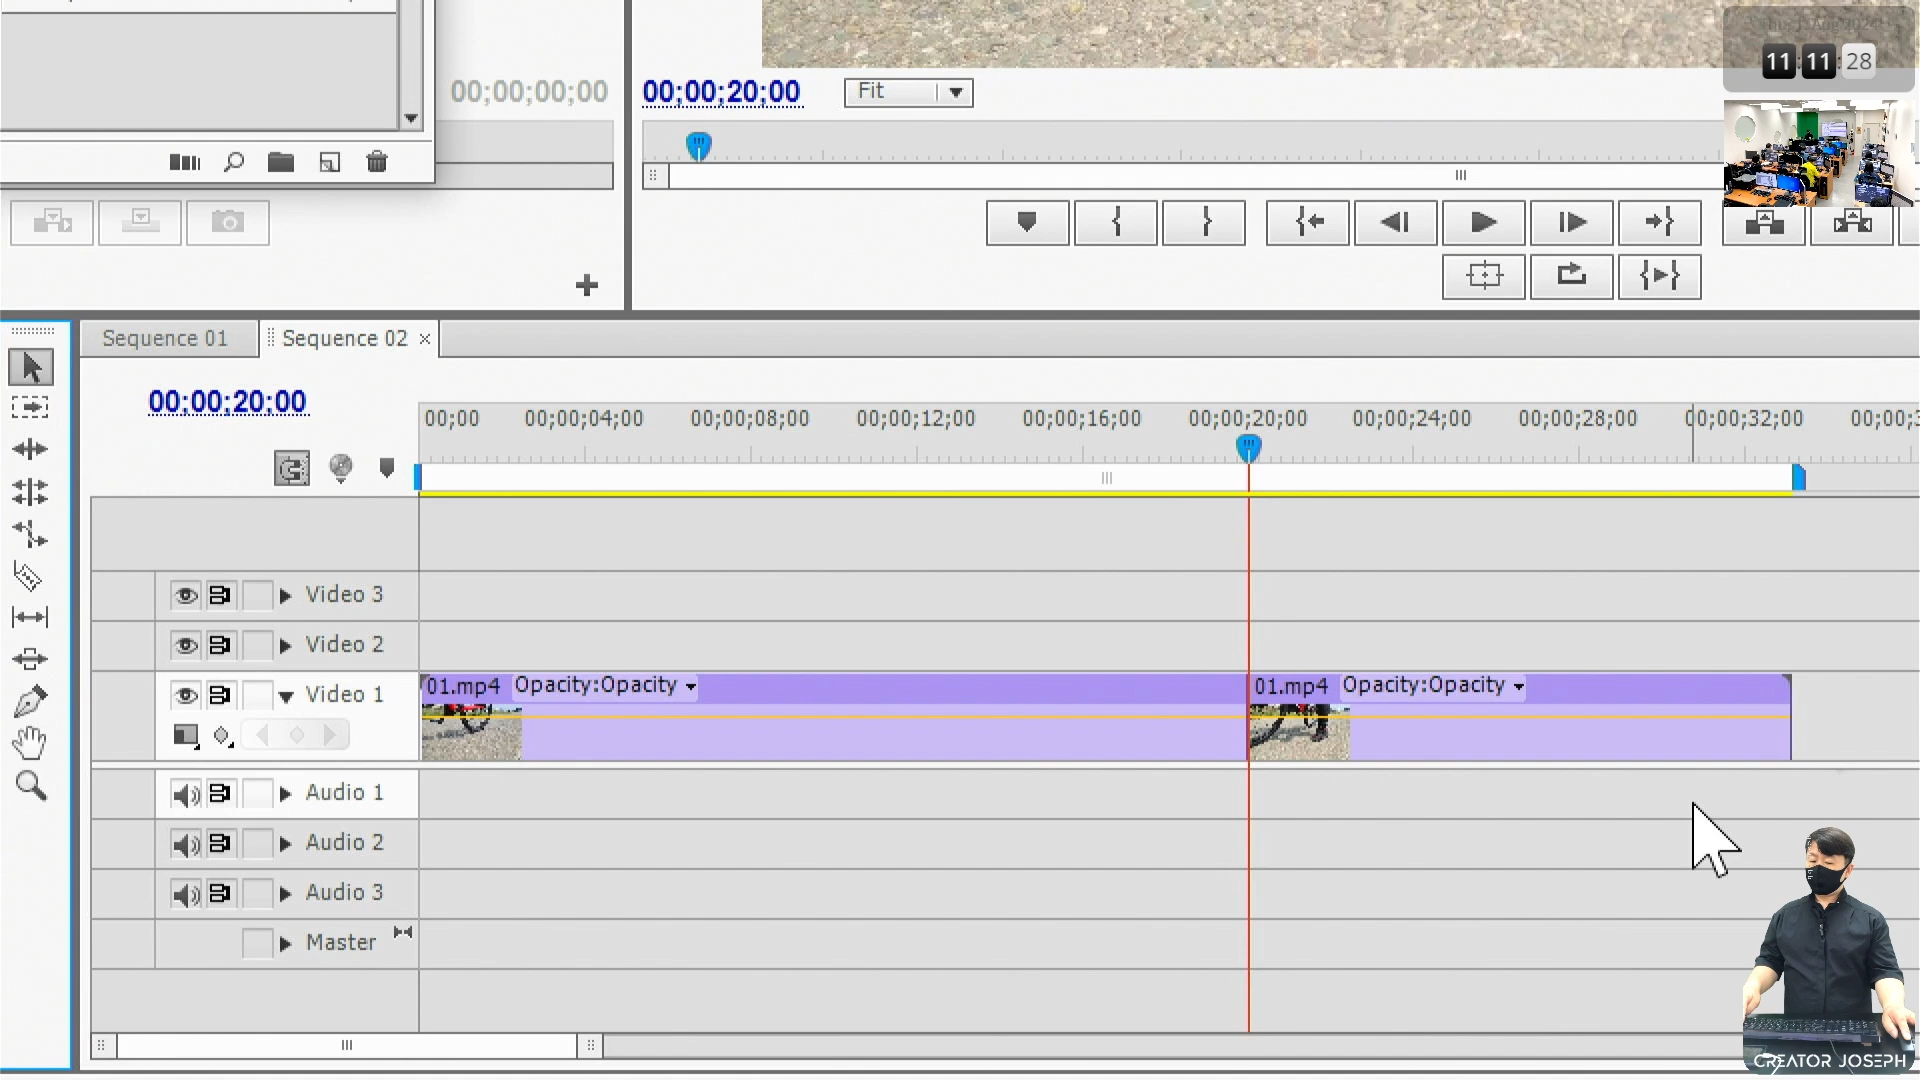 11:11:28
00;00;00;00
00;00;20;00
Fit
Sequence 01
Sequence 02
00;00;20;00
00;00
00;00;04;00
00;00;08;00
00;00;12;00
00;00;16;00
00;00;20;00
00;00;24;00
00;00;28;00
00;00;32;00
Video 3
Video 2
Video 1
01.mp4 Opacity:Opacity
01.mp4 Opacity:Opacity
Audio 1
Audio 2
Audio 3
Master
CREATOR JOSEPH